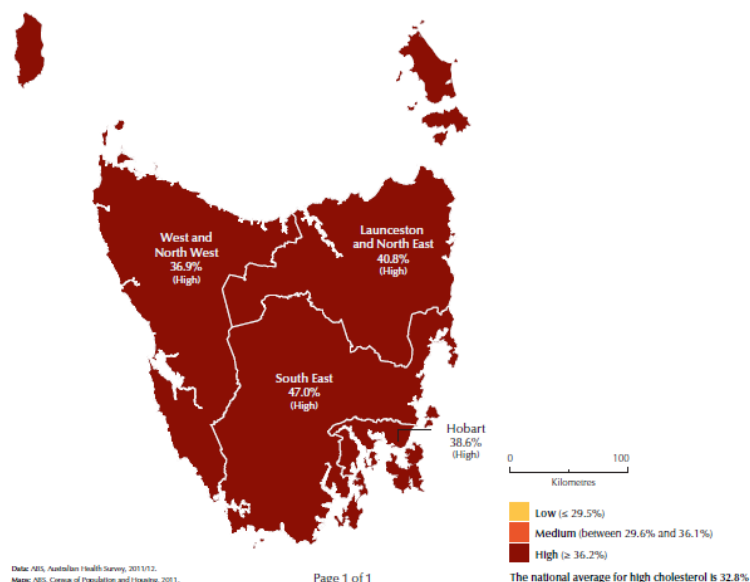 West and
North West
36.9%
(High)
Launceston
and North East
40.8%
(High)
South East
47.0%
(High)
Hobart
38.6%
(High)
0 100
Kilometres
Low (≤ 29.5%)
Medium (between 29.6% and 36.1%)
High (≥ 36.2%)
The national average for high cholesterol is 32.8%
Data: ABS, Australian Health Survey, 2011/12.
Maps: ABS, Census of Population and Housing, 2011.
Page 1 of 1